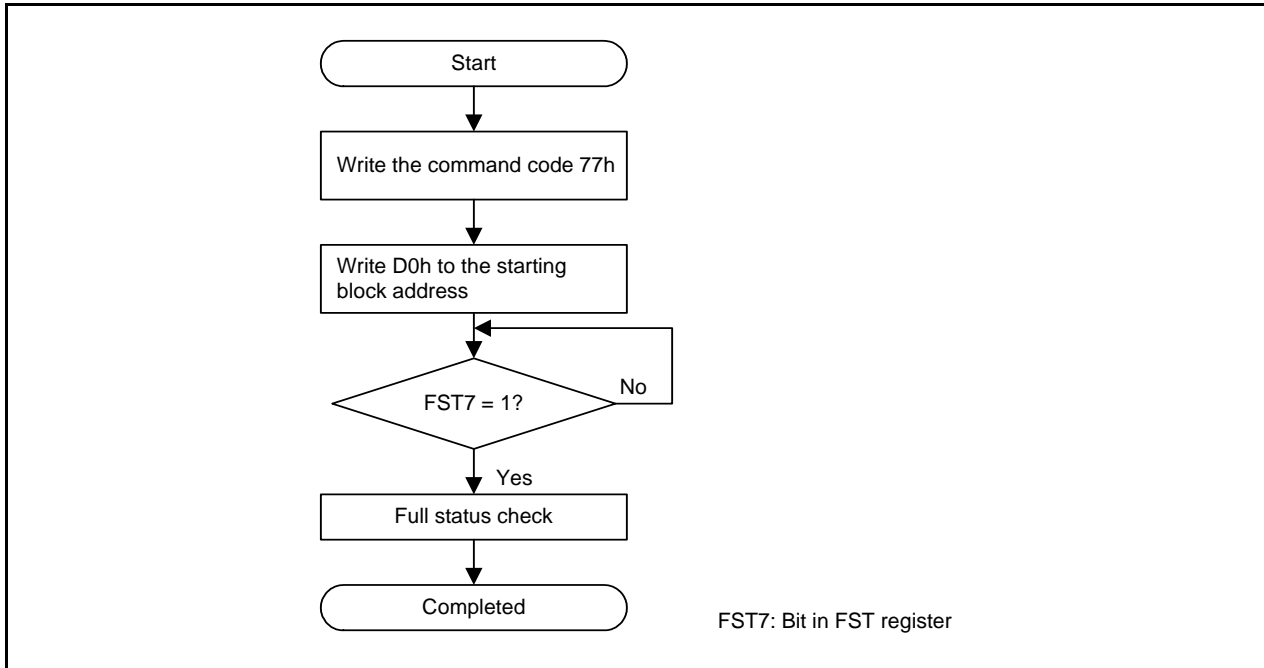 Start
Write the command code 77h
Write D0h to the starting
block address
FST7 = 1?
No
Yes
Full status check
Completed
FST7: Bit in FST register